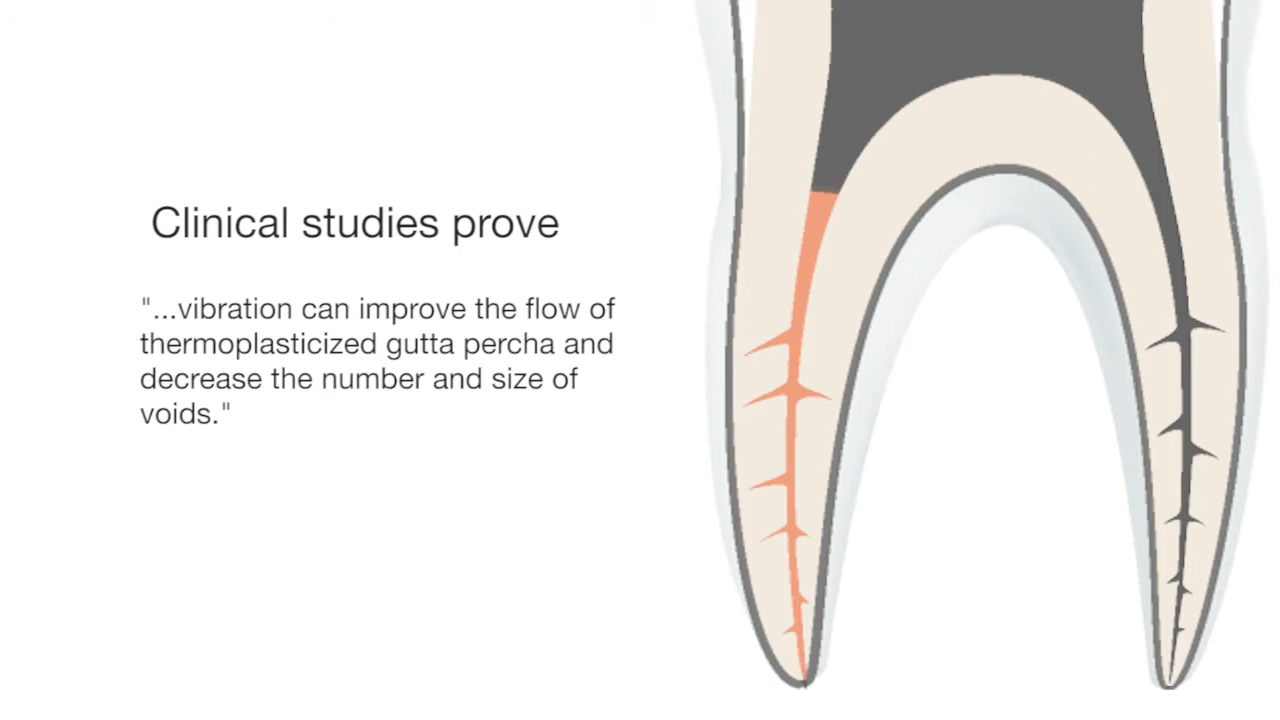 Clinical studies prove
"...vibration can improve the flow of
thermoplasticized gutta percha and
decrease the number and size of
voids."